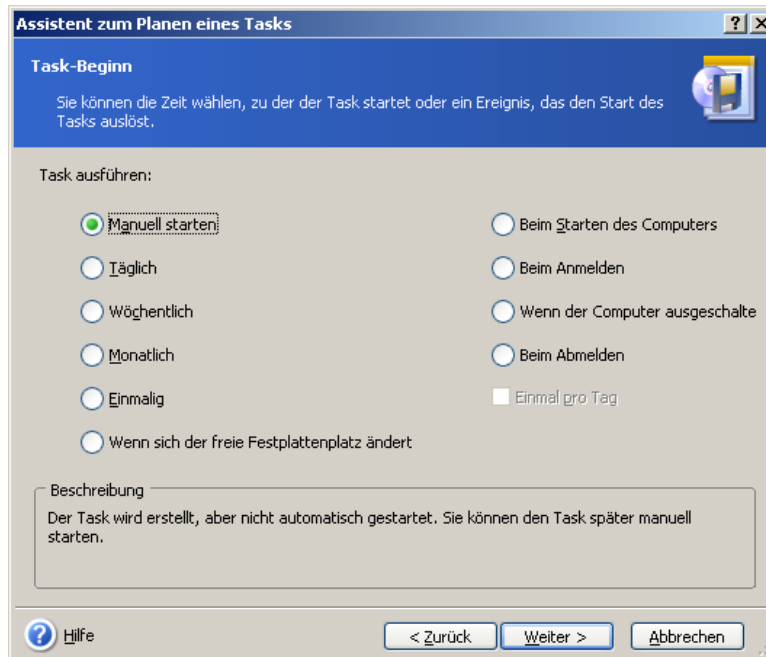 Assistent zum Planen eines Tasks
Task-Beginn
Sie können die Zeit wählen, zu der der Task startet oder ein Ereignis, das den Start des
Tasks auslöst.
Task ausführen:
Manuell starten
Täglich
Wöchentlich
Monatlich
Einmalig
Wenn sich der freie Festplattenplatz ändert
Beim Starten des Computers
Beim Anmelden
Wenn der Computer ausgeschalte
Beim Abmelden
Einmal pro Tag
Beschreibung
Der Task wird erstellt, aber nicht automatisch gestartet. Sie können den Task später manuell
starten.
Hilfe
< Zurück
Weiter >
Abbrechen